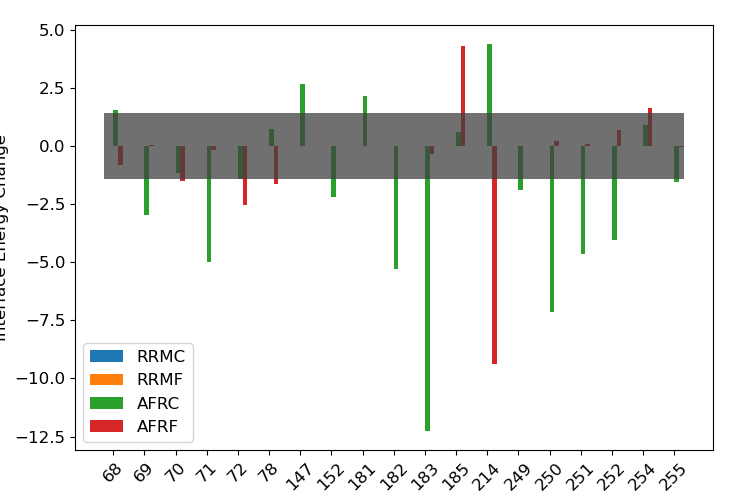 5.0
2.5
0.0
−2.5
−5.0
−7.5
−10.0
−12.5
Interface Energy Change
RRMC
RRMF
AFRC
AFRF
68 69 70 71 72 78 147 152 181 182 183 185 214 249 250 251 252 254 255